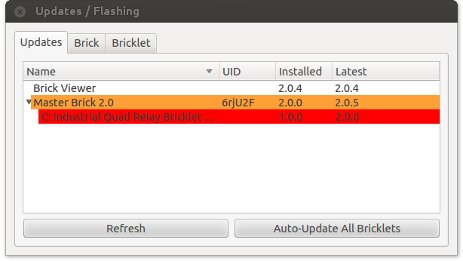 Updates / Flashing
Updates Brick Bricklet
Name UID Installed Latest
Brick Viewer 2.0.4 2.0.4
Master Brick 2.0 6rjU2F 2.0.0 2.0.5
C: Industrial Quad Relay Bricklet ... 1.0.0 2.0.0
Refresh Auto-Update All Bricklets